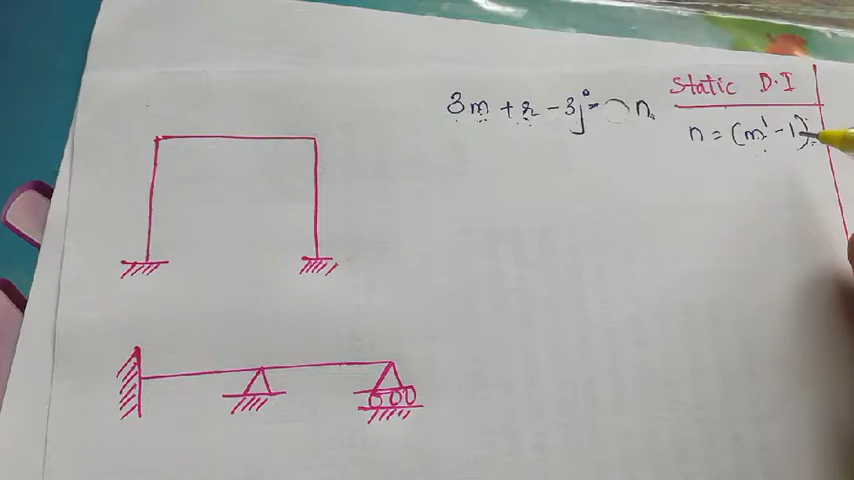 3m + r - 3j = n.
Static D.I
n = (m' - 1)